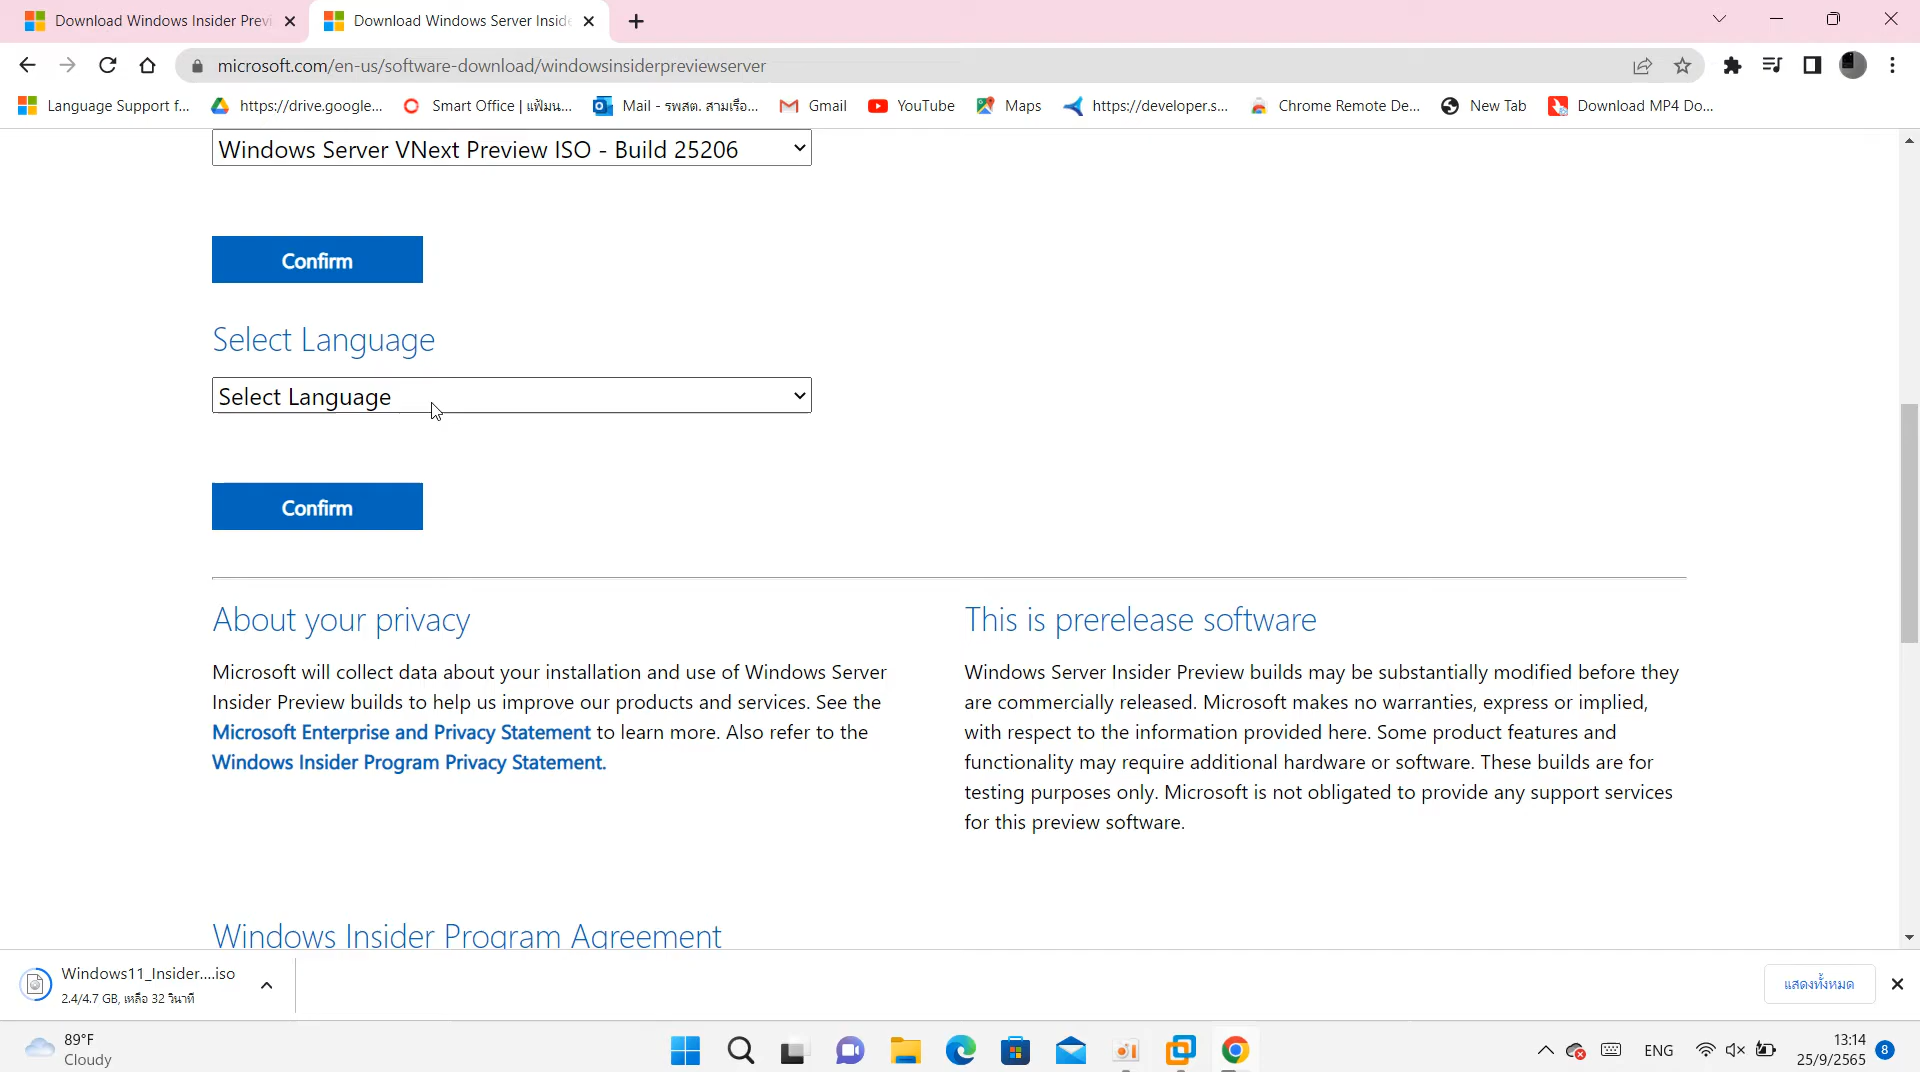 Download Windows Insider Previ
Download Windows Server Inside
microsoft.com/en-us/software-download/windowsinsiderpreviewserver
Language Support f...
https://drive.google...
Smart Office | แฟ้มน...
Mail - รพสต. สามเรือ...
Gmail
YouTube
Maps
https://developer.s...
Chrome Remote De...
New Tab
Download MP4 Do...
Windows Server VNext Preview ISO - Build 25206
Confirm
Select Language
Select Language
Confirm
About your privacy
Microsoft will collect data about your installation and use of Windows Server
Insider Preview builds to help us improve our products and services. See the
Microsoft Enterprise and Privacy Statement to learn more. Also refer to the
Windows Insider Program Privacy Statement.
This is prerelease software
Windows Server Insider Preview builds may be substantially modified before they
are commercially released. Microsoft makes no warranties, express or implied,
with respect to the information provided here. Some product features and
functionality may require additional hardware or software. These builds are for
testing purposes only. Microsoft is not obligated to provide any support services
for this preview software.
Windows Insider Program Agreement
Windows11_Insider....iso
2.4/4.7 GB, เหลือ 32 วินาที
แสดงทั้งหมด
89°F
Cloudy
ENG
13:14
25/9/2565
8